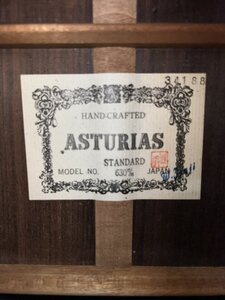 34188
HAND-CRAFTED
ASTURIAS
STANDARD
MODEL NO. 630‰ JAPAN